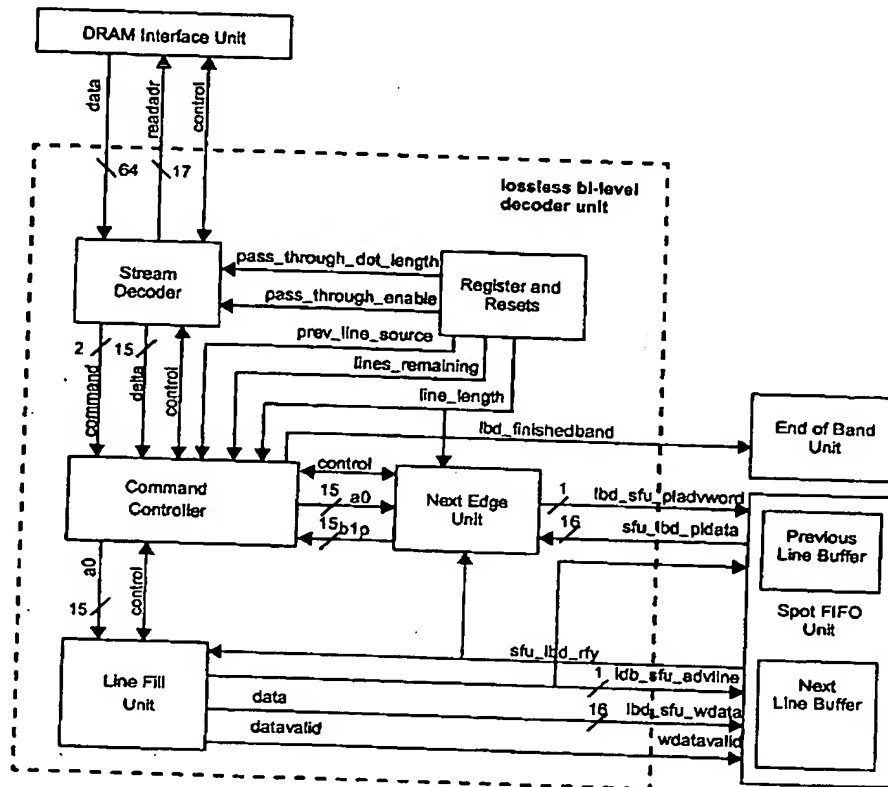 DRAM Interface Unit
data
readadr
control
64
17
lossless bi-level
decoder unit
Stream
Decoder
pass_through_dot_length
pass_through_enable
Register and
Resets
prev_line_source
lines_remaining
line_length
2
15
command
delta
control
lbd_finishedband
End of Band
Unit
Command
Controller
control
15
a0
15
b1p
Next Edge
Unit
1
lbd_sfu_pladvword
16
sfu_lbd_pldata
Previous
Line Buffer
Spot FIFO
Unit
a0
15
control
sfu_lbd_rfy
Line Fill
Unit
1
ldb_sfu_advline
data
16
lbd_sfu_wdata
datavalid
wdatavalid
Next
Line Buffer